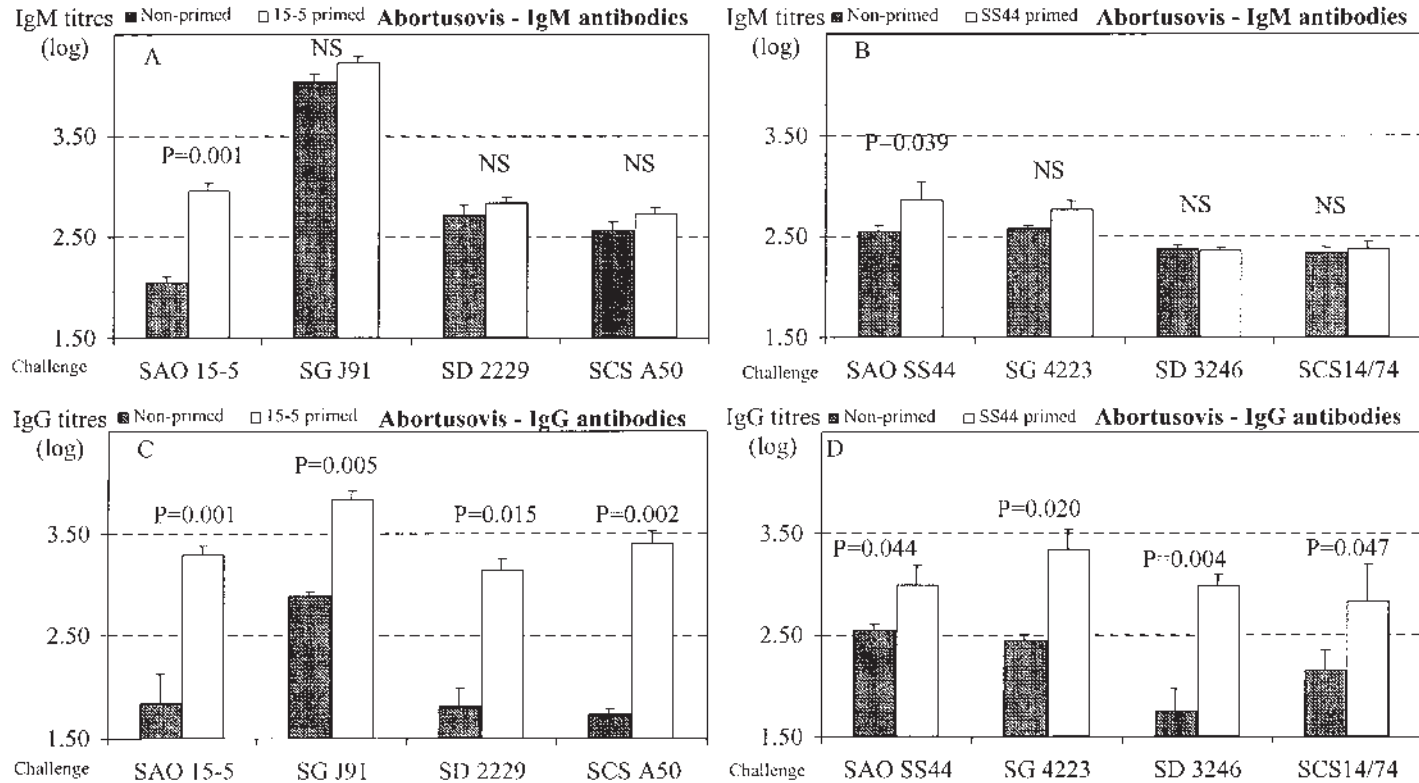 IgM titres Non-primed 15-5 primed Abortusovis - IgM antibodies
(log)
A
NS
3.50
P=0.001
NS
NS
2.50
1.50
Challenge SAO 15-5 SG J91 SD 2229 SCS A50
IgM titres Non-primed SS44 primed Abortusovis - IgM antibodies
(log)
B
3.50
P=0.039
NS
NS
NS
2.50
1.50
Challenge SAO SS44 SG 4223 SD 3246 SCS14/74
IgG titres Non-primed 15-5 primed Abortusovis - IgG antibodies
(log)
C
P=0.005
P=0.001
P=0.015
P=0.002
3.50
2.50
1.50
Challenge SAO 15-5 SG J91 SD 2229 SCS A50
IgG titres Non-primed SS44 primed Abortusovis - IgG antibodies
(log)
D
P=0.020
3.50
P=0.044
P=0.004
P=0.047
2.50
1.50
Challenge SAO SS44 SG 4223 SD 3246 SCS14/74